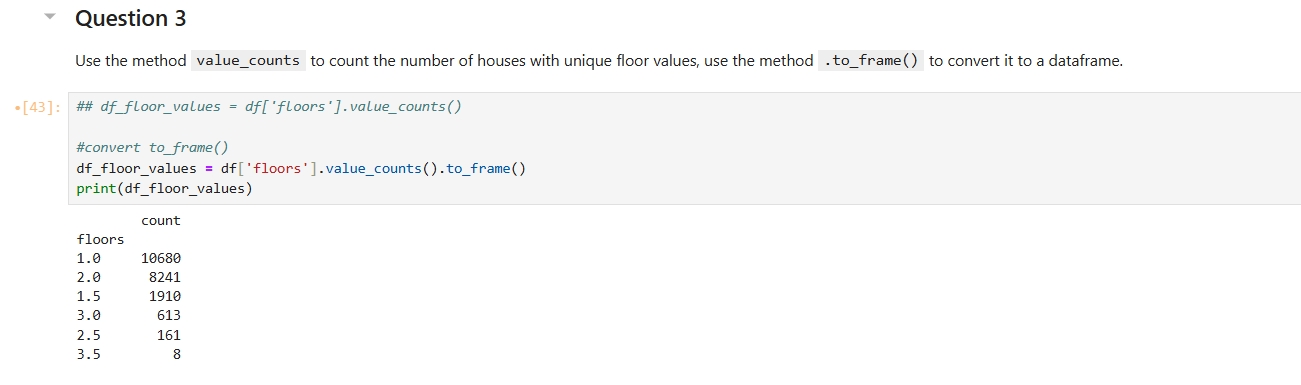 Question 3
Use the method value_counts to count the number of houses with unique floor values, use the method .to_frame() to convert it to a dataframe.
•[43]: ## df_floor_values = df['floors'].value_counts()
#convert to_frame()
df_floor_values = df['floors'].value_counts().to_frame()
print(df_floor_values)
count
floors
1.0 10680
2.0 8241
1.5 1910
3.0 613
2.5 161
3.5 8